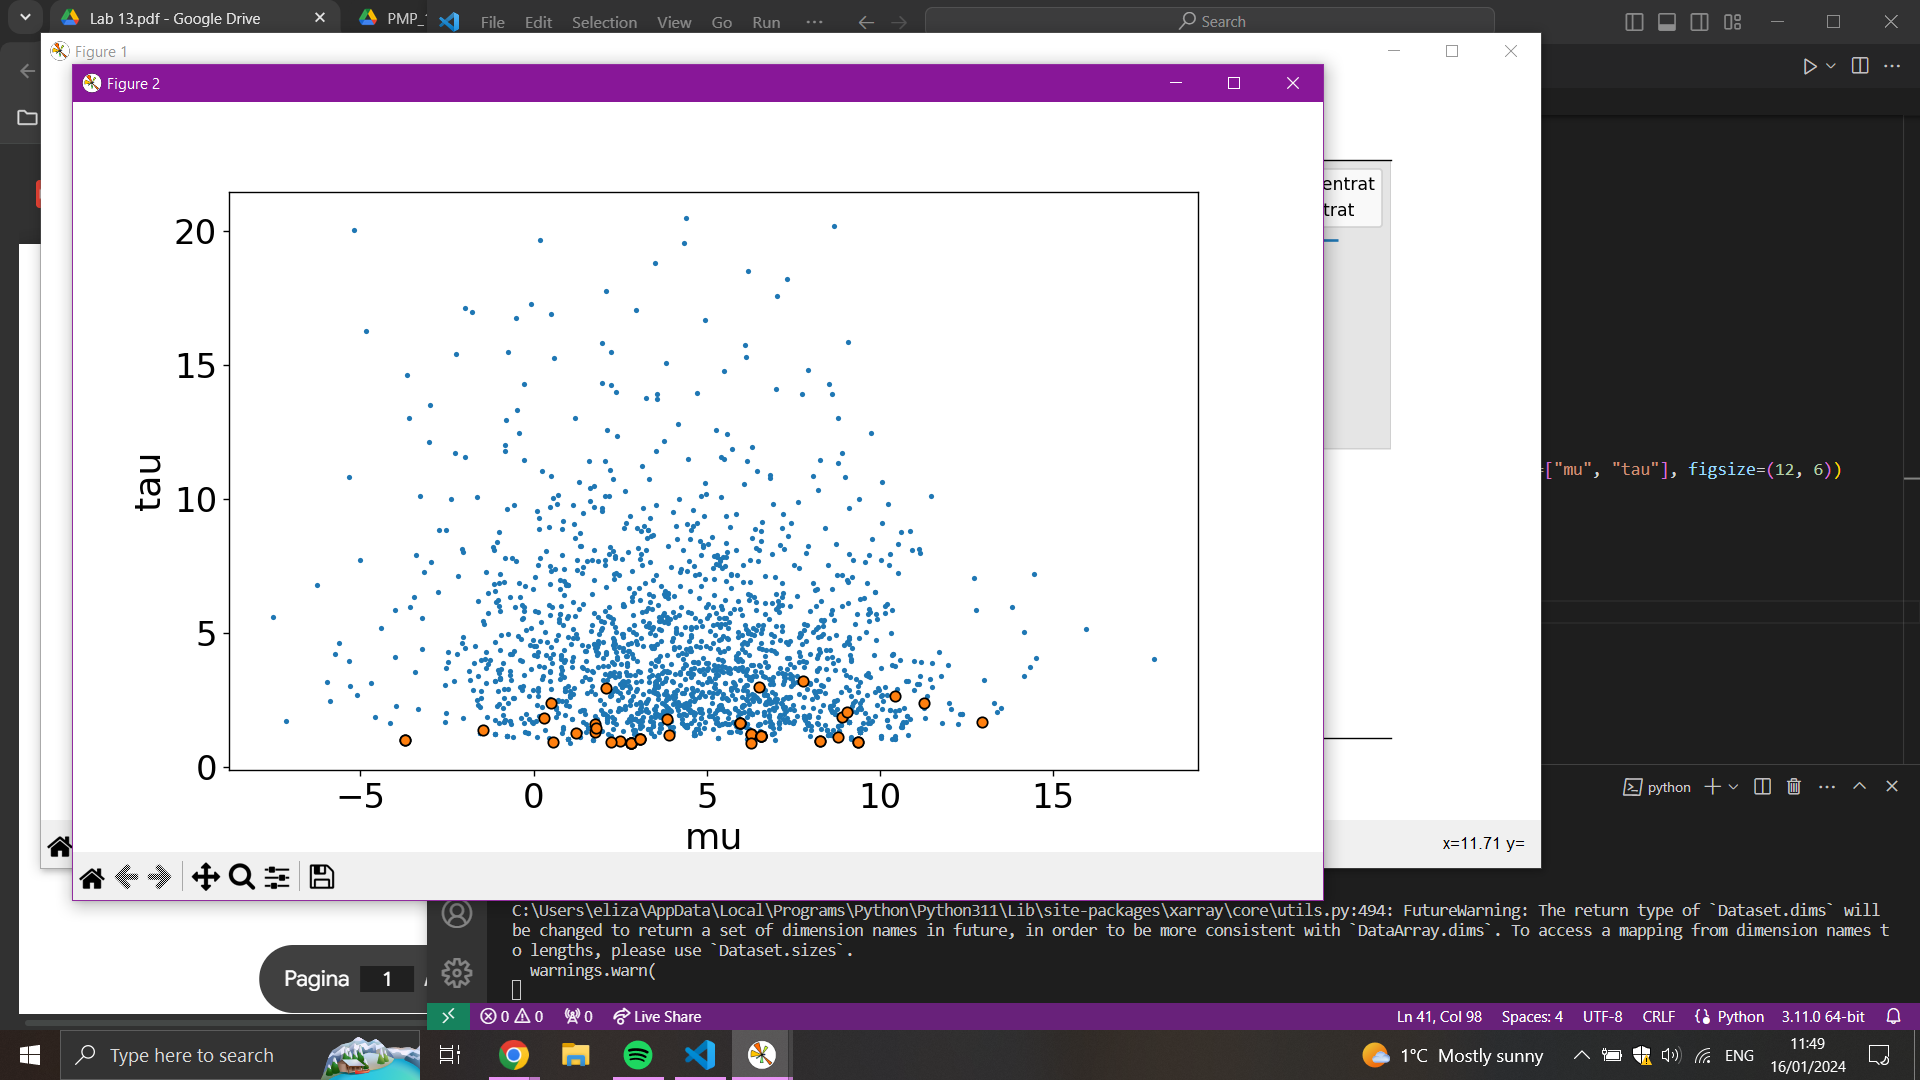 Lab 13.pdf - Google Drive
PMP_
File Edit Selection View Go Run ···
Search
Figure 1
Figure 2
entrat
trat
20
15
10
5
0
tau
−5 0 5 10 15
mu
=["mu", "tau"], figsize=(12, 6))
python
x=11.71 y=
C:\Users\eliza\AppData\Local\Programs\Python\Python311\Lib\site-packages\xarray\core\utils.py:494: FutureWarning: The return type of `Dataset.dims` will
be changed to return a set of dimension names in future, in order to be more consistent with `DataArray.dims`. To access a mapping from dimension names t
o lengths, please use `Dataset.sizes`.
warnings.warn(
Pagina 1 /
0 0 0 Live Share
Ln 41, Col 98 Spaces: 4 UTF-8 CRLF Python 3.11.0 64-bit
Type here to search
1°C Mostly sunny
ENG
11:49
16/01/2024